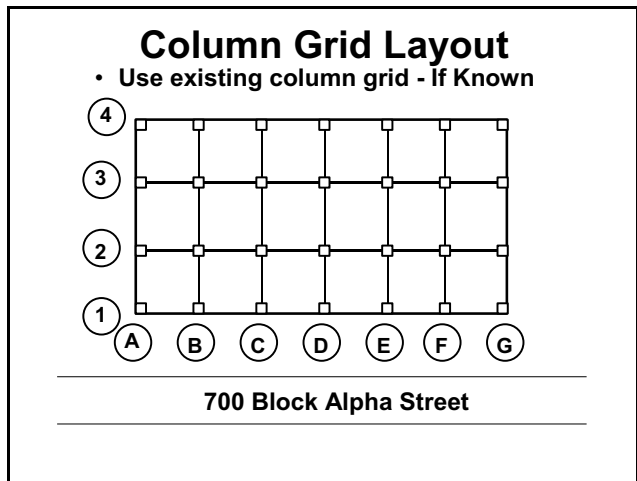 Column Grid Layout
• Use existing column grid - If Known
4
3
2
1
A B C D E F G
700 Block Alpha Street